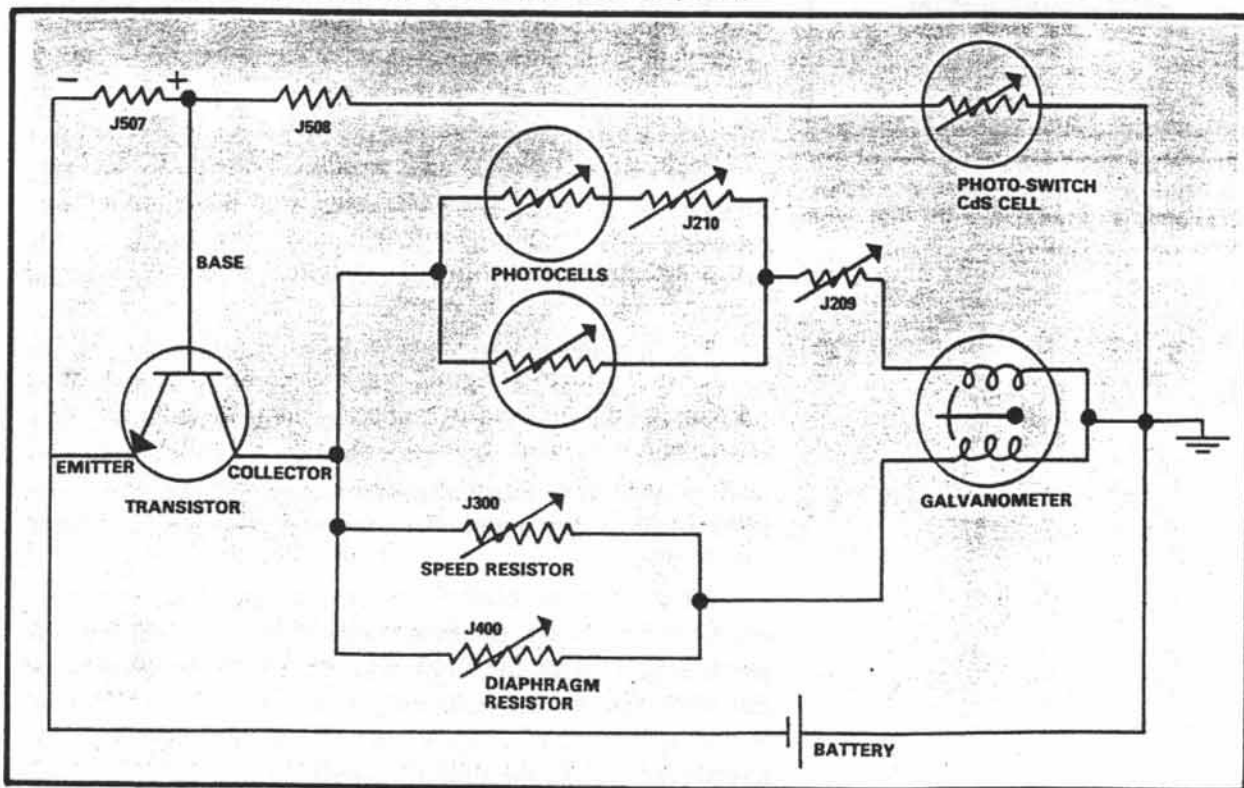 − +
J507
J508
PHOTO-SWITCH
CdS CELL
J210
BASE
PHOTOCELLS
J209
EMITTER
COLLECTOR
TRANSISTOR
GALVANOMETER
J300
SPEED RESISTOR
J400
DIAPHRAGM
RESISTOR
BATTERY